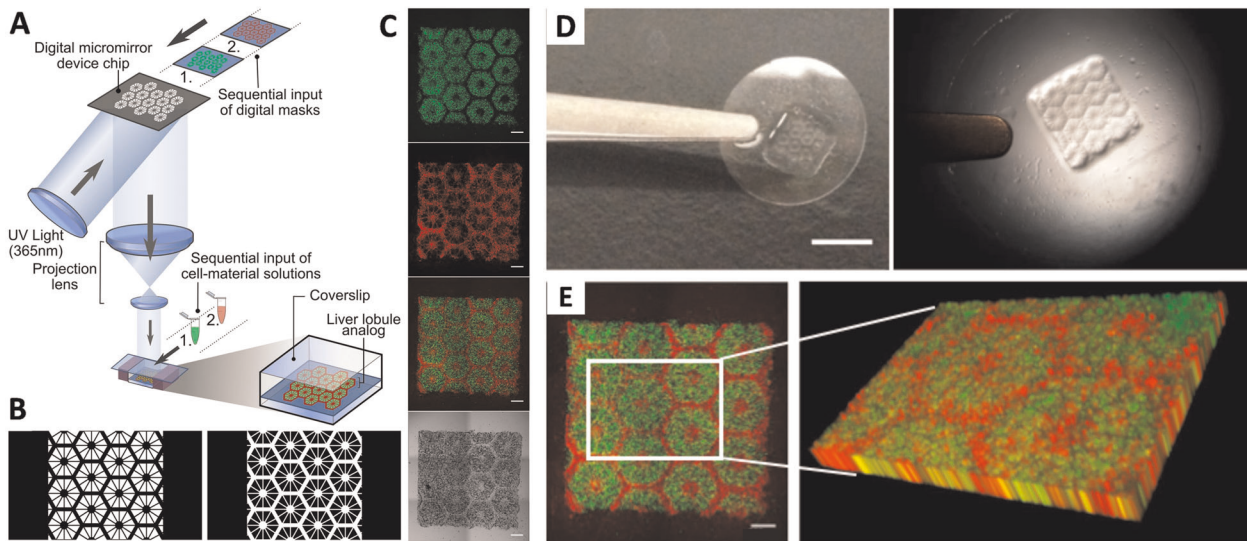 A
Digital micromirror
device chip
1.
2.
Sequential input
of digital masks
UV Light
(365nm)
Projection
lens
Sequential input of
cell-material solutions
1.
2.
Coverslip
Liver lobule
analog
B
C
D
E